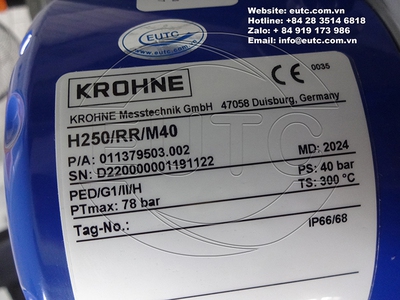 Website: eutc.com.vn
Hotline: +84 28 3514 6818
Zalo: + 84 919 173 986
Email: info@eutc.com.vn
EUTC
KROHNE
CE 0035
KROHNE Messtechnik GmbH 47058 Duisburg, Germany
H250/RR/M40
P/A: 011379503.002 MD: 2024
SN: D220000001191122 PS: 40 bar
PED/G1/II/H TS: 300 °C
PTmax: 78 bar
Tag-No.: IP66/68
EUTC